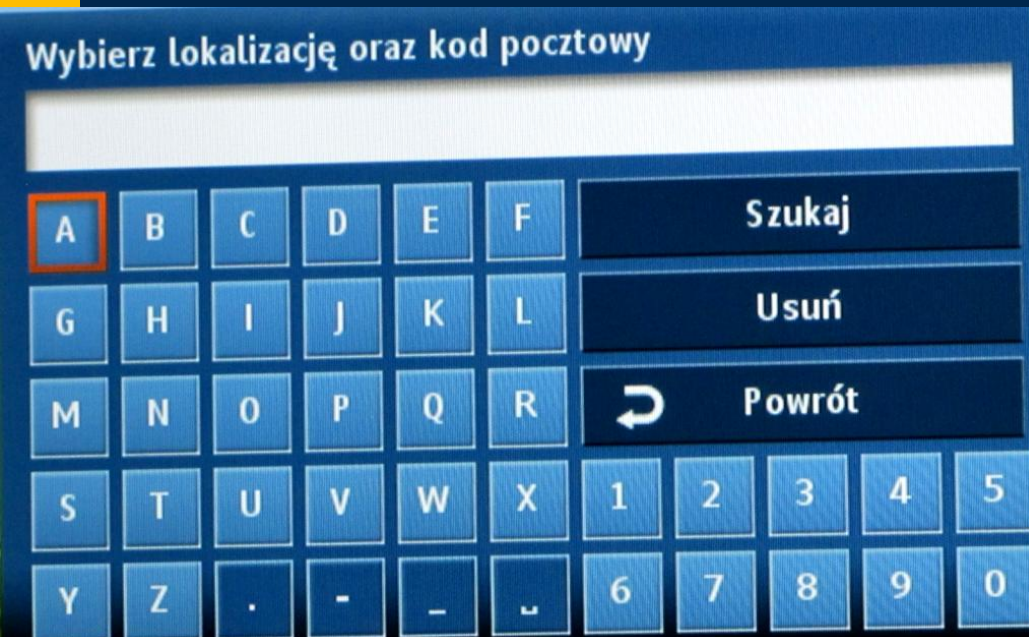 Wybierz lokalizację oraz kod pocztowy
A B C D E F Szukaj
G H I J K L Usuń
M N O P Q R Powrót
S T U V W X 1 2 3 4 5
Y Z . - _ ␣ 6 7 8 9 0